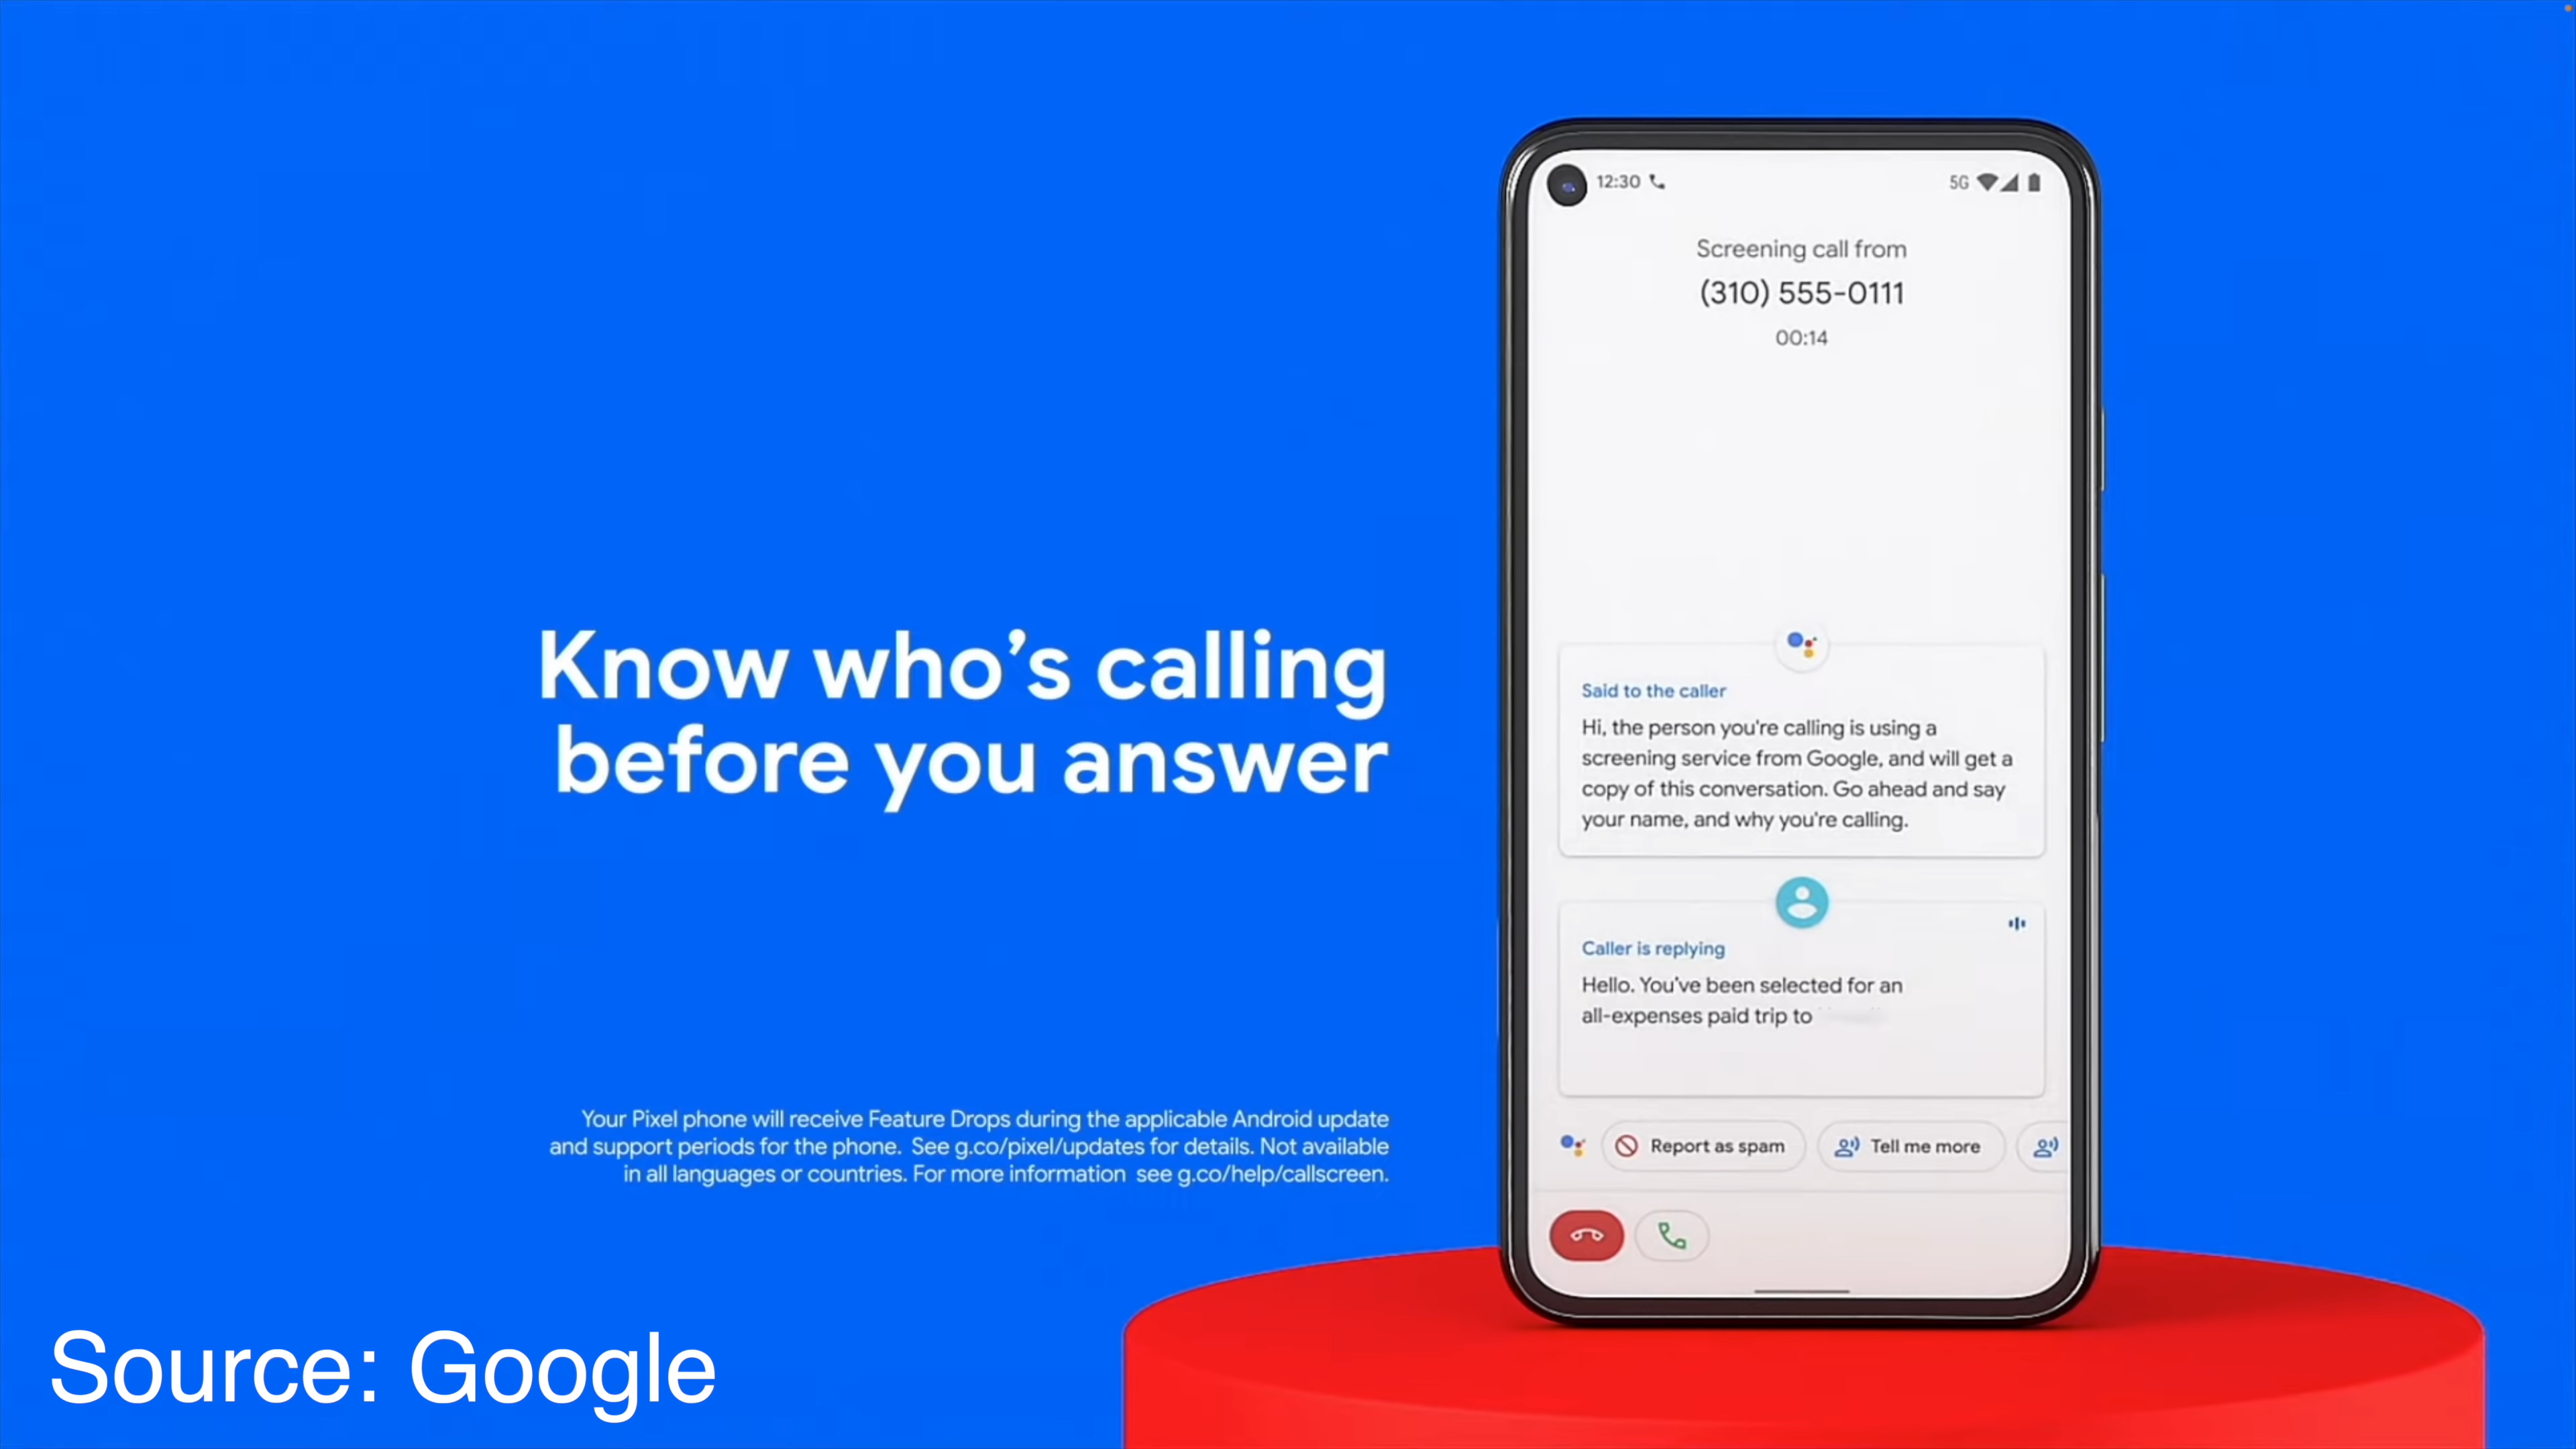 Know who's calling
before you answer
Your Pixel phone will receive Feature Drops during the applicable Android update
and support periods for the phone. See g.co/pixel/updates for details. Not available
in all languages or countries. For more information see g.co/help/callscreen.
Source: Google
12:30
5G
Screening call from
(310) 555-0111
00:14
Said to the caller
Hi, the person you're calling is using a
screening service from Google, and will get a
copy of this conversation. Go ahead and say
your name, and why you're calling.
Caller is replying
Hello. You've been selected for an
all-expenses paid trip to
Report as spam
Tell me more